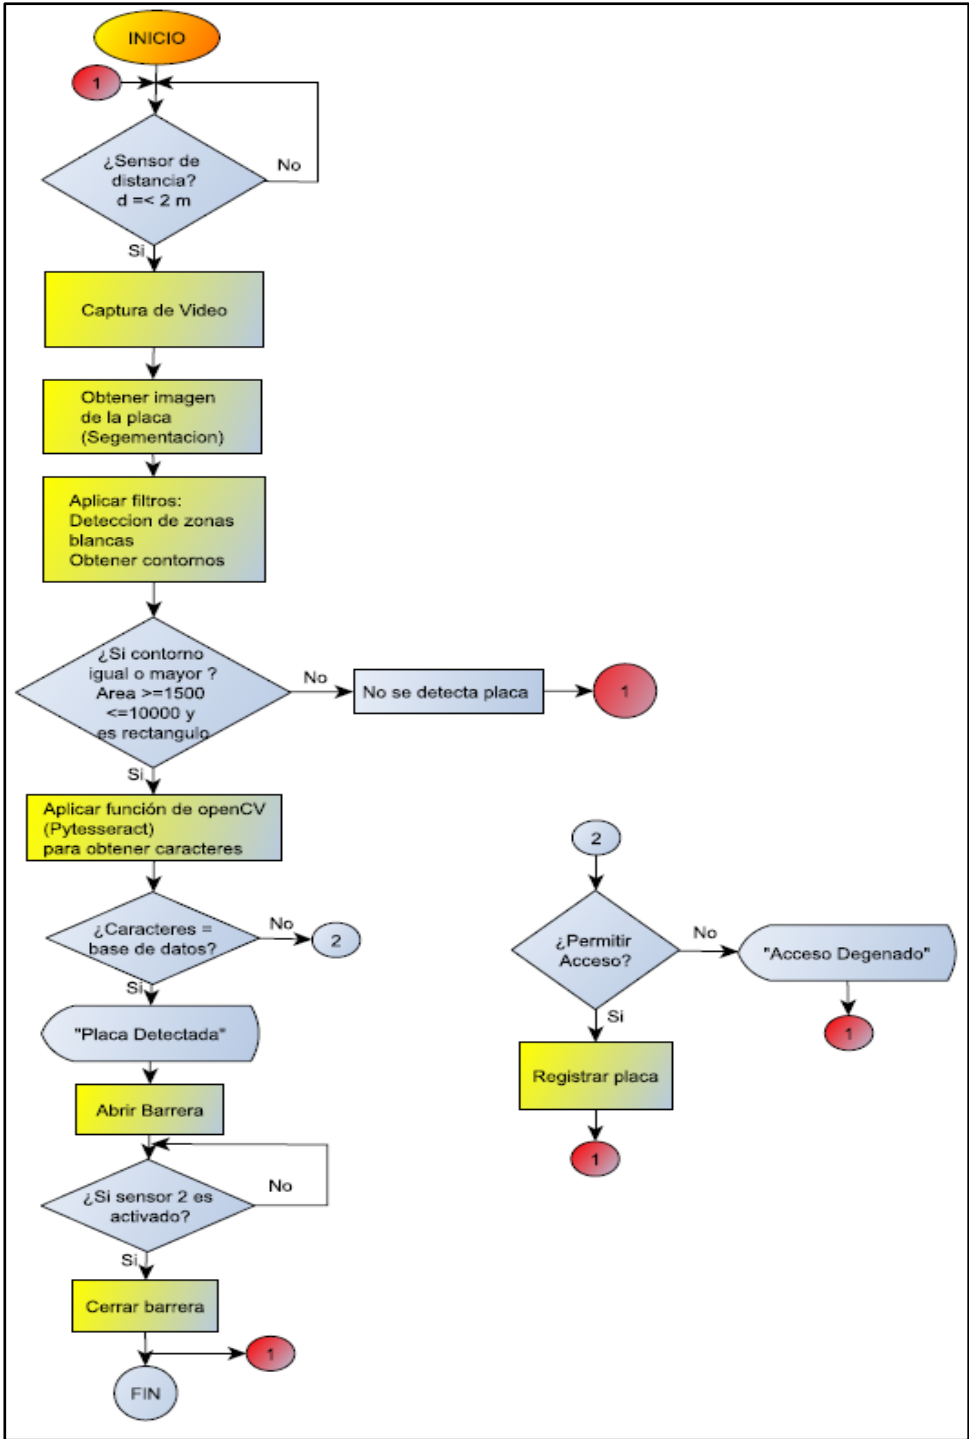 INICIO
1
¿Sensor de
distancia?
d =< 2 m
No
Si
Captura de Video
Obtener imagen
de la placa
(Segementacion)
Aplicar filtros:
Deteccion de zonas
blancas
Obtener contornos
¿Si contorno
igual o mayor ?
Area >=1500
<=10000 y
es rectangulo
No
No se detecta placa
1
Si
Aplicar función de openCV
(Pytesseract)
para obtener caracteres
¿Caracteres =
base de datos?
No
2
Si
"Placa Detectada"
Abrir Barrera
¿Si sensor 2 es
activado?
No
Si
Cerrar barrera
1
FIN
2
¿Permitir
Acceso?
No
"Acceso Degenado"
1
Si
Registrar placa
1